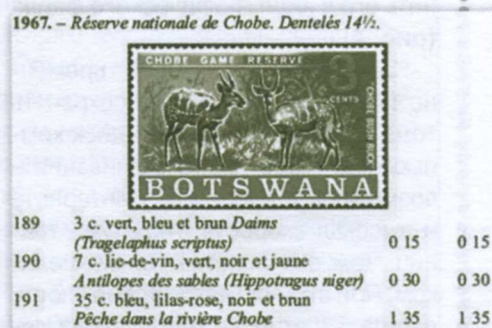 1967. – Réserve nationale de Chobe. Dentelés 14½.
CHOBE GAME RESERVE
3
CENTS
CHOBE BUSH BUCK
BOTSWANA
189 3 c. vert, bleu et brun Daims
(Tragelaphus scriptus) 0 15 0 15
190 7 c. lie-de-vin, vert, noir et jaune
Antilopes des sables (Hippotragus niger) 0 30 0 30
191 35 c. bleu, lilas-rose, noir et brun
Pêche dans la rivière Chobe 1 35 1 35